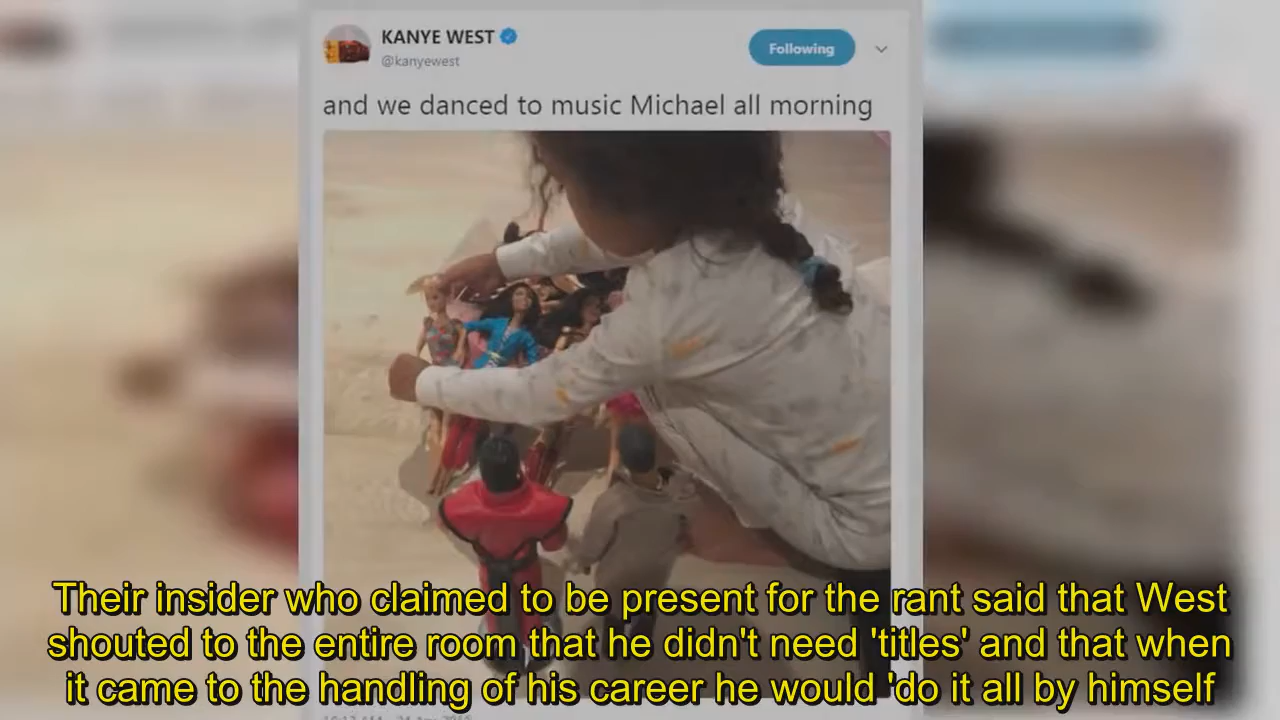 KANYE WEST
@kanyewest
Following
and we danced to music Michael all morning
Their insider who claimed to be present for the rant said that West
shouted to the entire room that he didn't need 'titles' and that when
it came to the handling of his career he would 'do it all by himself